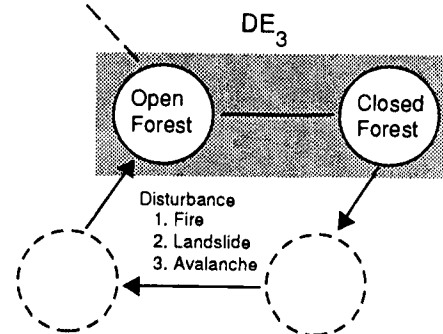 DE3
Open
Forest
Closed
Forest
Disturbance
1. Fire
2. Landslide
3. Avalanche